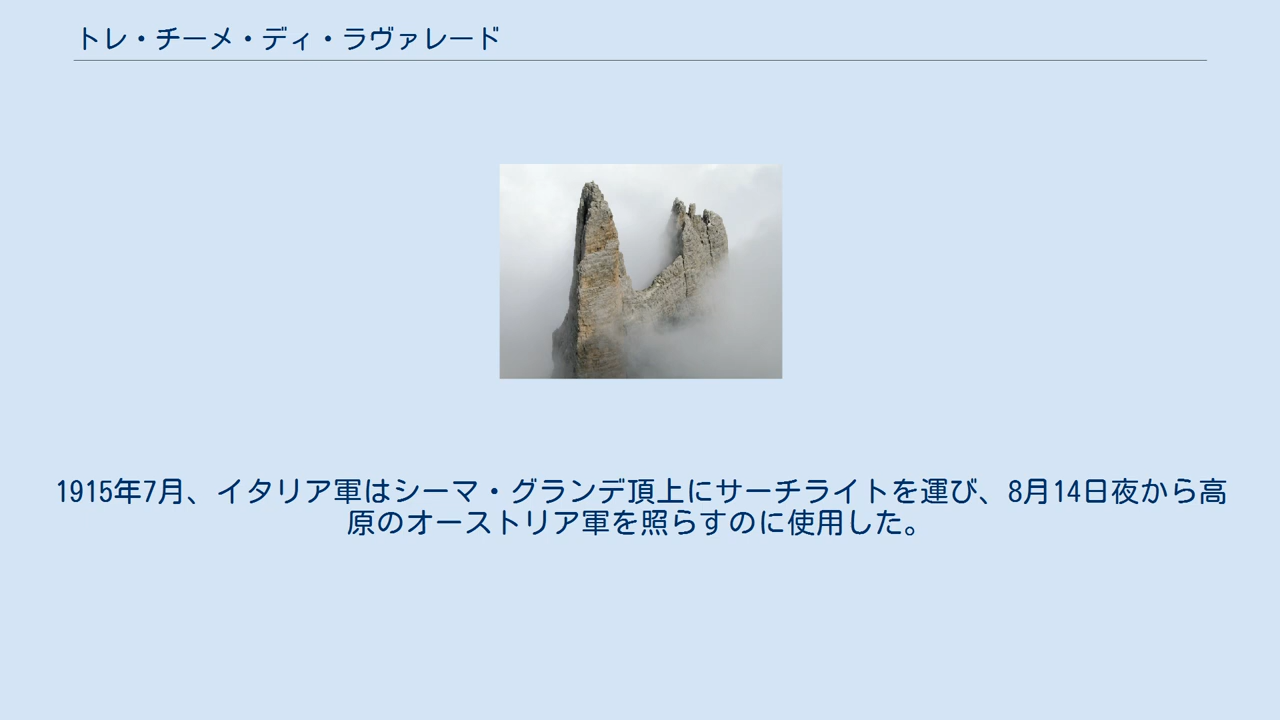 トレ・チーメ・ディ・ラヴァレード
1915年7月、イタリア軍はシーマ・グランデ頂上にサーチライトを運び、8月14日夜から高
原のオーストリア軍を照らすのに使用した。